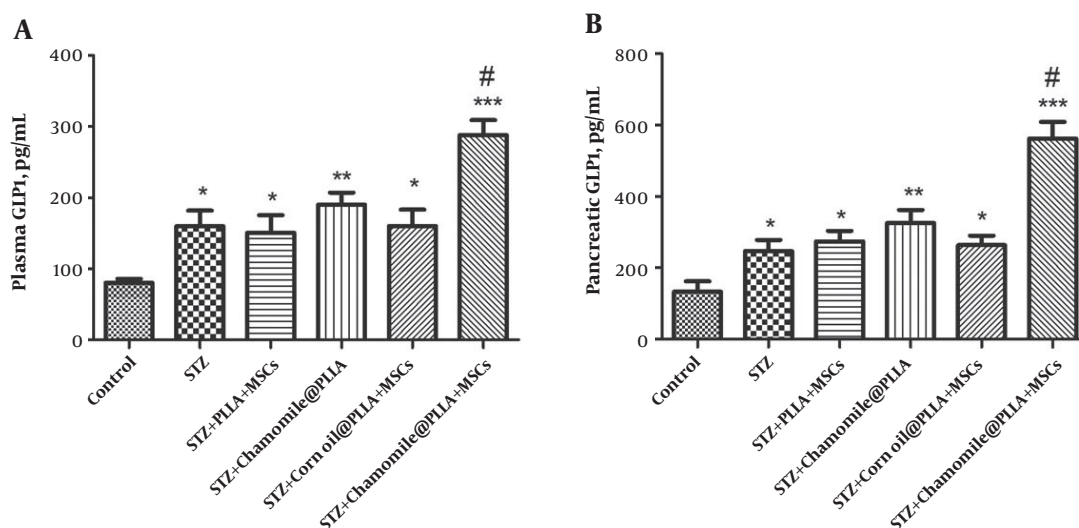 A
Plasma GLP1, pg/mL
400
300
200
100
0
*
*
**
*
#
***
Control
STZ
STZ+PLLA+MSCs
STZ+Chamomile@PLLA
STZ+Corn oil@PLLA+MSCs
STZ+Chamomile@PLLA+MSCs
B
Pancreatic GLP1, pg/mL
800
600
400
200
0
*
*
**
*
#
***
Control
STZ
STZ+PLLA+MSCs
STZ+Chamomile@PLLA
STZ+Corn oil@PLLA+MSCs
STZ+Chamomile@PLLA+MSCs